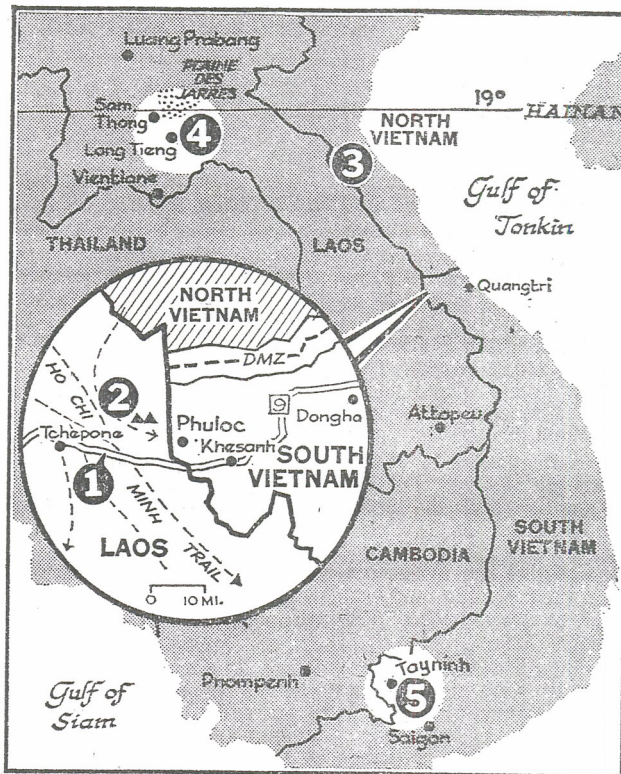 Luang Prabang
PLAINE
DES
JARRES
19°
HAINAN
Sam
Thong
4
NORTH
VIETNAM
Long Tieng
3
Vientiane
Gulf of
Tonkin
THAILAND
LAOS
NORTH
VIETNAM
Quangtri
DMZ
HO CHI MINH TRAIL
2
9
Dongha
Attopeu
Phuloc
Tchepone
Khesanh
SOUTH
VIETNAM
1
LAOS
SOUTH
VIETNAM
CAMBODIA
0 10 MI.
Tayninh
Pnompenh
5
Gulf of
Siam
Saigon